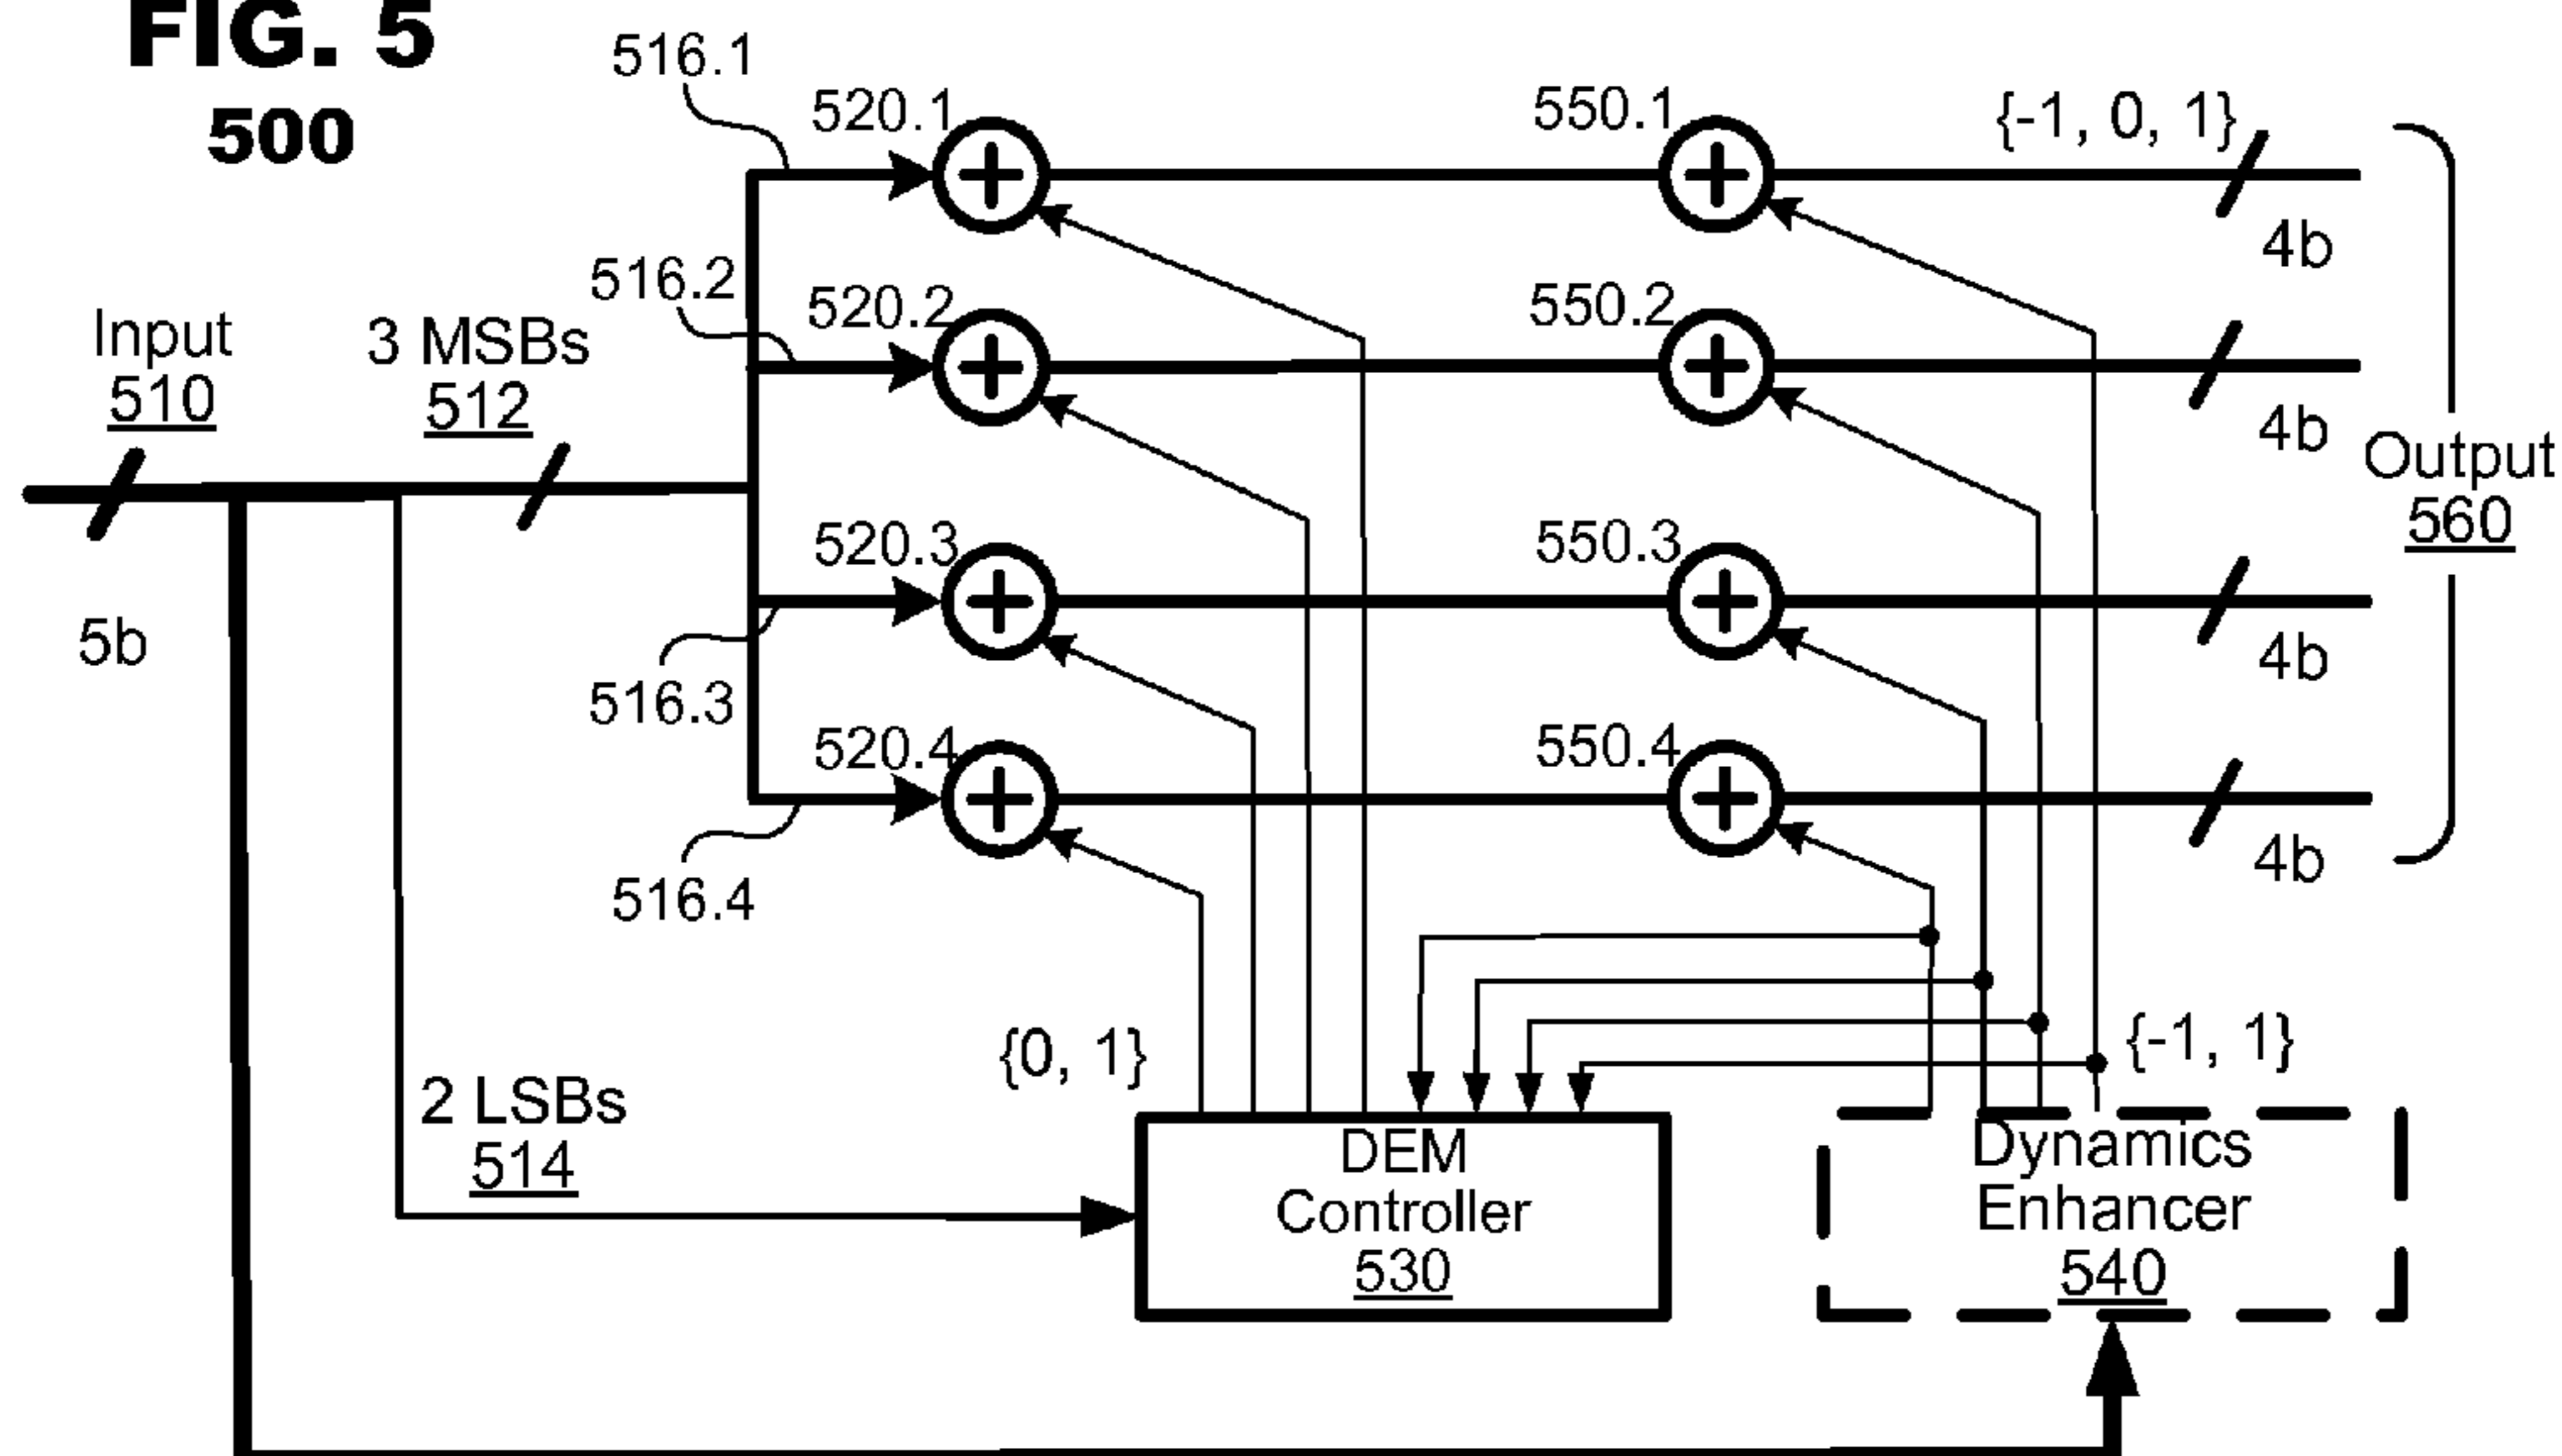 FIG. 5
500
516.1
520.1
550.1
{-1, 0, 1}
4b
516.2
520.2
550.2
4b
Input
510
5b
3 MSBs
512
520.3
550.3
4b
516.3
520.4
550.4
4b
516.4
Output
560
{0, 1}
{-1, 1}
2 LSBs
514
DEM
Controller
530
Dynamics
Enhancer
540